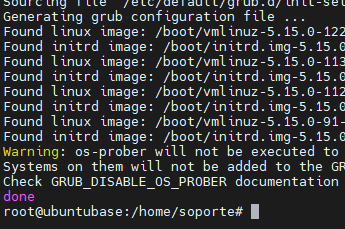 Sourcing file `/etc/default/grub.d/init-sel
Generating grub configuration file ...
Found linux image: /boot/vmlinuz-5.15.0-122
Found initrd image: /boot/initrd.img-5.15.0
Found linux image: /boot/vmlinuz-5.15.0-113
Found initrd image: /boot/initrd.img-5.15.0
Found linux image: /boot/vmlinuz-5.15.0-112
Found initrd image: /boot/initrd.img-5.15.0
Found linux image: /boot/vmlinuz-5.15.0-91-
Found initrd image: /boot/initrd.img-5.15.0
Warning: os-prober will not be executed to
Systems on them will not be added to the GR
Check GRUB_DISABLE_OS_PROBER documentation
done
root@ubuntubase:/home/soporte#